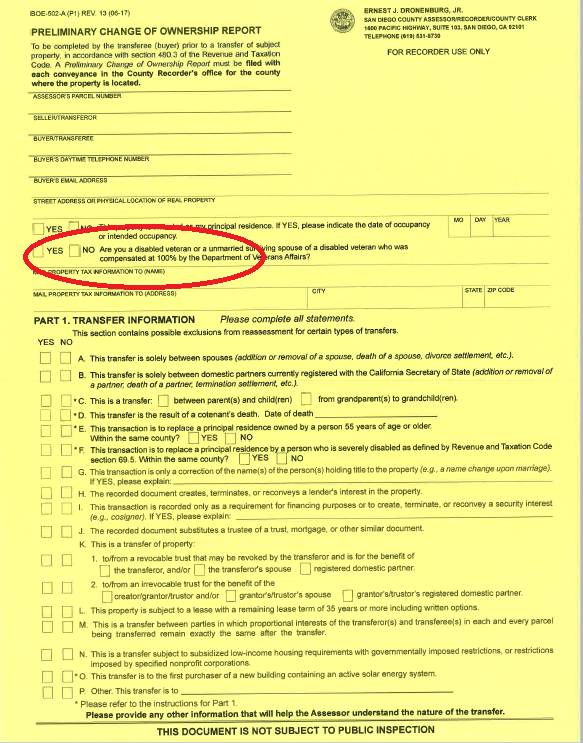 IBOE-502-A (P1) REV. 13 (06-17)
PRELIMINARY CHANGE OF OWNERSHIP REPORT
To be completed by the transferee (buyer) prior to a transfer of subject
property, in accordance with section 480.3 of the Revenue and Taxation
Code. A Preliminary Change of Ownership Report must be filed with
each conveyance in the County Recorder's office for the county
where the property is located.
ERNEST J. DRONENBURG, JR.
SAN DIEGO COUNTY ASSESSOR/RECORDER/COUNTY CLERK
1600 PACIFIC HIGHWAY, SUITE 103, SAN DIEGO, CA 92101
TELEPHONE (619) 531-5730
FOR RECORDER USE ONLY
ASSESSOR'S PARCEL NUMBER
SELLER/TRANSFEROR
BUYER/TRANSFEREE
BUYER'S DAYTIME TELEPHONE NUMBER
BUYER'S EMAIL ADDRESS
STREET ADDRESS OR PHYSICAL LOCATION OF REAL PROPERTY
YES NO my principal residence. If YES, please indicate the date of occupancy
or intended occupancy.
MO DAY YEAR
YES NO Are you a disabled veteran or a unmarried surviving spouse of a disabled veteran who was
compensated at 100% by the Department of Veterans Affairs?
MAIL PROPERTY TAX INFORMATION TO (NAME)
MAIL PROPERTY TAX INFORMATION TO (ADDRESS) CITY STATE ZIP CODE
PART 1. TRANSFER INFORMATION Please complete all statements.
This section contains possible exclusions from reassessment for certain types of transfers.
YES NO
A. This transfer is solely between spouses (addition or removal of a spouse, death of a spouse, divorce settlement, etc.).
B. This transfer is solely between domestic partners currently registered with the California Secretary of State (addition or removal of
a partner, death of a partner, termination settlement, etc.).
* C. This is a transfer: between parent(s) and child(ren) from grandparent(s) to grandchild(ren).
* D. This transfer is the result of a cotenant's death. Date of death
* E. This transaction is to replace a principal residence owned by a person 55 years of age or older.
Within the same county? YES NO
* F. This transaction is to replace a principal residence by a person who is severely disabled as defined by Revenue and Taxation Code
section 69.5. Within the same county? YES NO
G. This transaction is only a correction of the name(s) of the person(s) holding title to the property (e.g., a name change upon marriage).
If YES, please explain:
H. The recorded document creates, terminates, or reconveys a lender's interest in the property.
I. This transaction is recorded only as a requirement for financing purposes or to create, terminate, or reconvey a security interest
(e.g., cosigner). If YES, please explain:
J. The recorded document substitutes a trustee of a trust, mortgage, or other similar document.
K. This is a transfer of property:
1. to/from a revocable trust that may be revoked by the transferor and is for the benefit of
the transferor, and/or the transferor's spouse registered domestic partner.
2. to/from an irrevocable trust for the benefit of the
creator/grantor/trustor and/or grantor's/trustor's spouse grantor's/trustor's registered domestic partner.
L. This property is subject to a lease with a remaining lease term of 35 years or more including written options.
M. This is a transfer between parties in which proportional interests of the transferor(s) and transferee(s) in each and every parcel
being transferred remain exactly the same after the transfer.
N. This is a transfer subject to subsidized low-income housing requirements with governmentally imposed restrictions, or restrictions
imposed by specified nonprofit corporations.
* O. This transfer is to the first purchaser of a new building containing an active solar energy system.
P. Other. This transfer is to
* Please refer to the instructions for Part 1.
Please provide any other information that will help the Assessor understand the nature of the transfer.
THIS DOCUMENT IS NOT SUBJECT TO PUBLIC INSPECTION